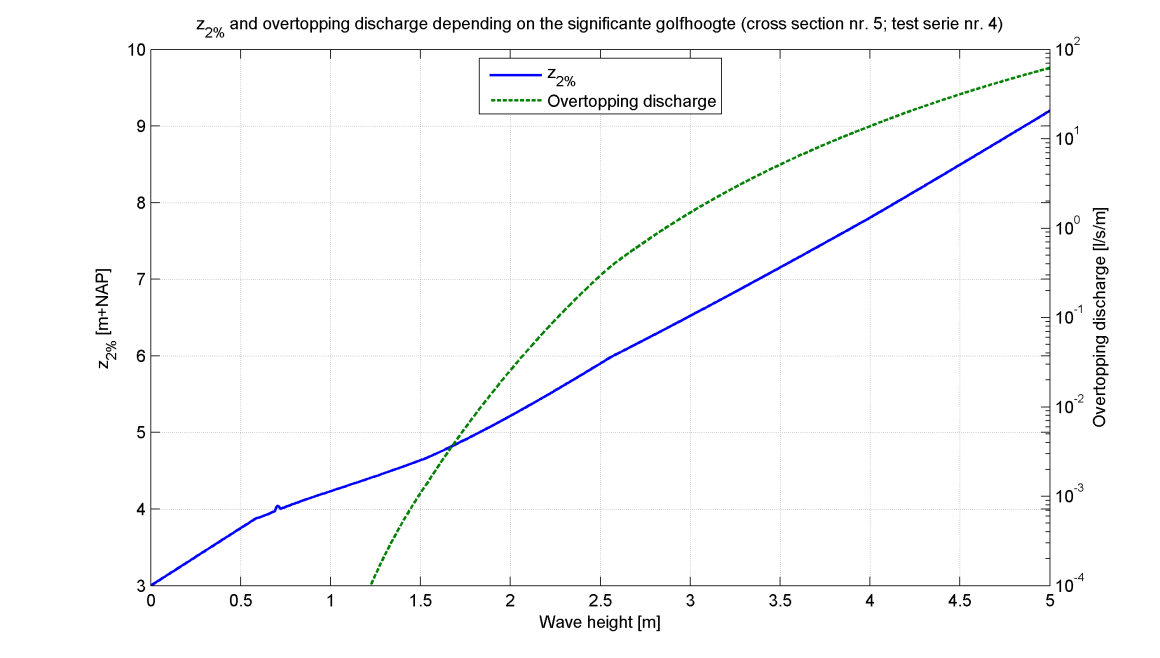 z2% and overtopping discharge depending on the significante golfhoogte (cross section nr. 5; test serie nr. 4)
z2%
Overtopping discharge
10
9
8
7
6
5
4
3
z2% [m+NAP]
10^2
10^1
10^0
10^-1
10^-2
10^-3
10^-4
Overtopping discharge [l/s/m]
0 0.5 1 1.5 2 2.5 3 3.5 4 4.5 5
Wave height [m]